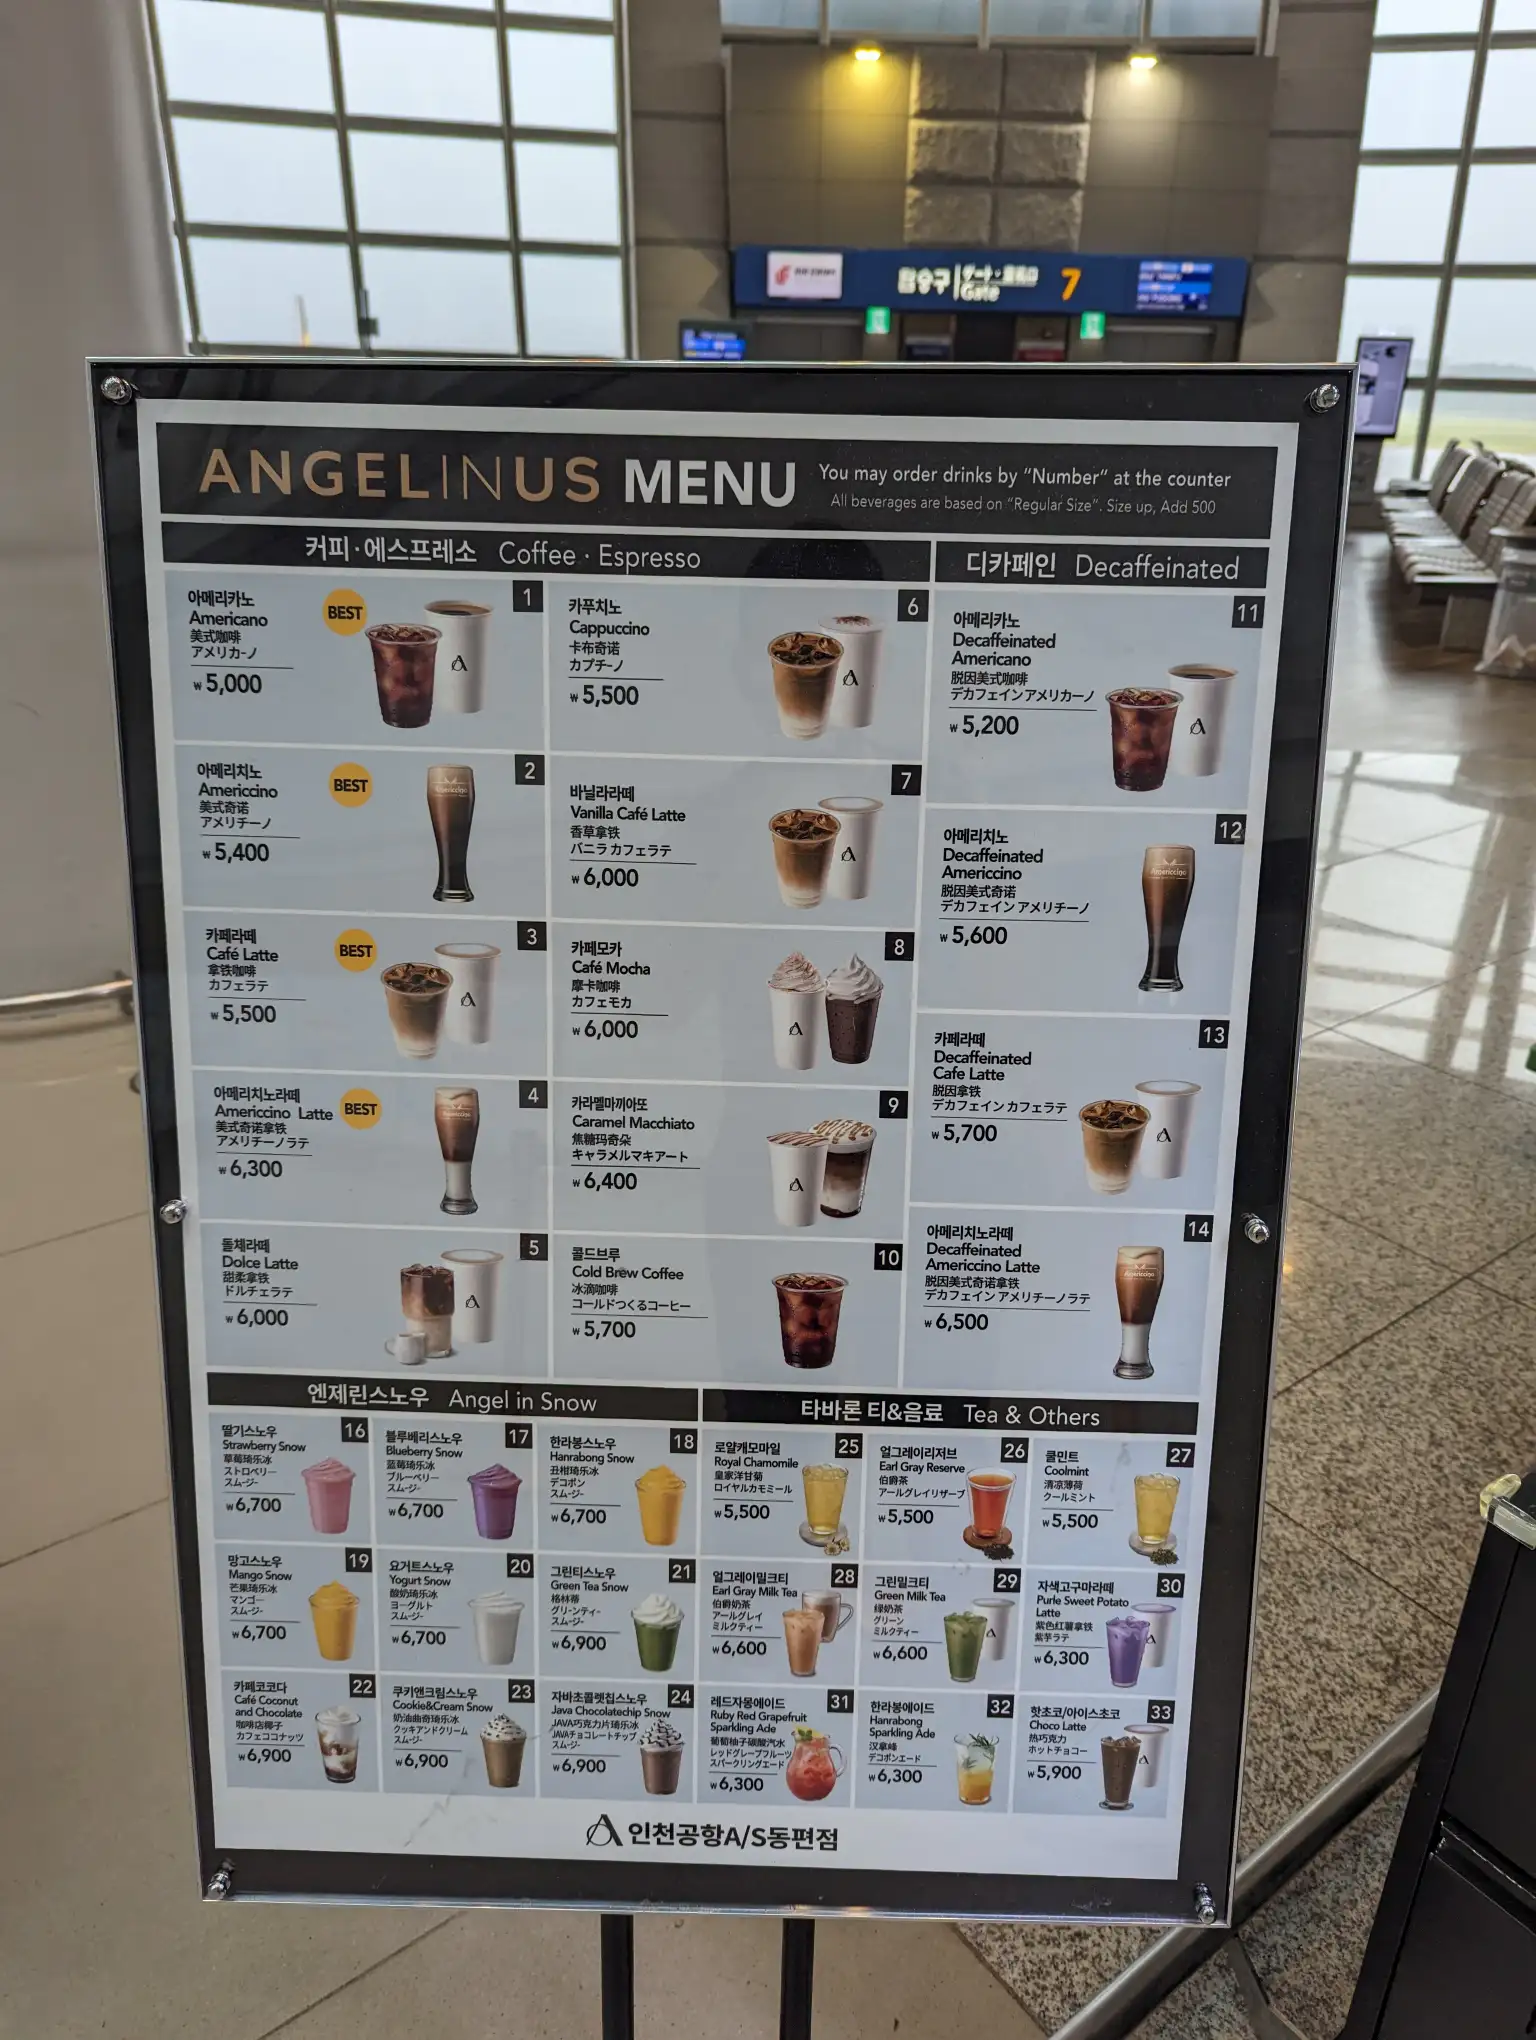 탑승구
Gate
7
ANGELINUS MENU
You may order drinks by “Number” at the counter
All beverages are based on “Regular Size”. Size up, Add 500
커피·에스프레소 Coffee · Espresso
아메리카노
Americano
美式咖啡
アメリカ-ノ
₩ 5,000
BEST
1
아메리치노
Americcino
美式奇诺
アメリチーノ
₩ 5,400
BEST
2
Americcino
카페라떼
Café Latte
拿铁咖啡
カフェラテ
₩ 5,500
BEST
3
아메리치노라떼
Americcino Latte
美式奇诺拿铁
アメリチーノラテ
₩ 6,300
BEST
4
Americcino
돌체라떼
Dolce Latte
甜柔拿铁
ドルチェラテ
₩ 6,000
5
카푸치노
Cappuccino
卡布奇诺
カプチーノ
₩ 5,500
6
바닐라라떼
Vanilla Café Latte
香草拿铁
バニラ カフェラテ
₩ 6,000
7
카페모카
Café Mocha
摩卡咖啡
カフェモカ
₩ 6,000
8
카라멜마끼아또
Caramel Macchiato
焦糖玛奇朵
キャラメルマキアート
₩ 6,400
9
콜드브루
Cold Brew Coffee
冰滴咖啡
コールドつくるコーヒー
₩ 5,700
10
디카페인 Decaffeinated
아메리카노
Decaffeinated
Americano
脱因美式咖啡
デカフェインアメリカーノ
₩ 5,200
11
아메리치노
Decaffeinated
Americcino
脱因美式奇诺
デカフェイン アメリチーノ
₩ 5,600
12
Americcino
카페라떼
Decaffeinated
Cafe Latte
脱因拿铁
デカフェイン カフェラテ
₩ 5,700
13
아메리치노라떼
Decaffeinated
Americcino Latte
脱因美式奇诺拿铁
デカフェイン アメリチーノラテ
₩ 6,500
14
Americcino
엔제린스노우 Angel in Snow
딸기스노우
Strawberry Snow
草莓琦乐冰
ストロベリー
スムージー
₩ 6,700
16
블루베리스노우
Blueberry Snow
蓝莓琦乐冰
ブルーベリー
スムージー
₩ 6,700
17
한라봉스노우
Hanrabong Snow
丑柑琦乐冰
デコポン
スムージー
₩ 6,700
18
망고스노우
Mango Snow
芒果琦乐冰
マンゴー
スムージー
₩ 6,700
19
요거트스노우
Yogurt Snow
酸奶琦乐冰
ヨーグルト
スムージー
₩ 6,700
20
그린티스노우
Green Tea Snow
格林蒂
グリーンティー
スムージー
₩ 6,900
21
카페코코다
Café Coconut
and Chocolate
咖啡店椰子
カフェココナッツ
₩ 6,900
22
쿠키앤크림스노우
Cookie&Cream Snow
奶油曲奇琦乐冰
クッキアンドクリーム
スムージー
₩ 6,900
23
자바초콜렛칩스노우
Java Chocolatechip Snow
JAVA巧克力片琦乐冰
JAVAチョコレートチップ
スムージー
₩ 6,900
24
타바론 티&음료 Tea & Others
로얄캐모마일
Royal Chamomile
皇家洋甘菊
ロイヤルカモミール
₩ 5,500
25
얼그레이리저브
Earl Gray Reserve
伯爵茶
アールグレイリザーブ
₩ 5,500
26
쿨민트
Coolmint
清凉薄荷
クールミント
₩ 5,500
27
얼그레이밀크티
Earl Gray Milk Tea
伯爵奶茶
アールグレイ
ミルクティー
₩ 6,600
28
그린밀크티
Green Milk Tea
绿奶茶
グリーン
ミルクティー
₩ 6,600
29
자색고구마라떼
Purle Sweet Potato
Latte
紫色红薯拿铁
紫芋ラテ
₩ 6,300
30
레드자몽에이드
Ruby Red Grapefruit
Sparkling Ade
葡萄柚子碳酸汽水
レッドグレープフルーツ
スパークリングエード
₩ 6,300
31
한라봉에이드
Hanrabong
Sparkling Ade
汉拿峰
デコポンエード
₩ 6,300
32
핫초코/아이스초코
Choco Latte
热巧克力
ホットチョコー
₩ 5,900
33
인천공항A/S동편점